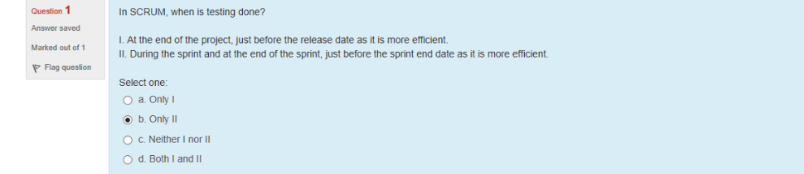 Question 1
Answer saved
Marked out of 1
Flag question
In SCRUM, when is testing done?
I. At the end of the project, just before the release date as it is more efficient.
II. During the sprint and at the end of the sprint, just before the sprint end date as it is more efficient.
Select one:
a. Only I
b. Only II
c. Neither I nor II
d. Both I and II